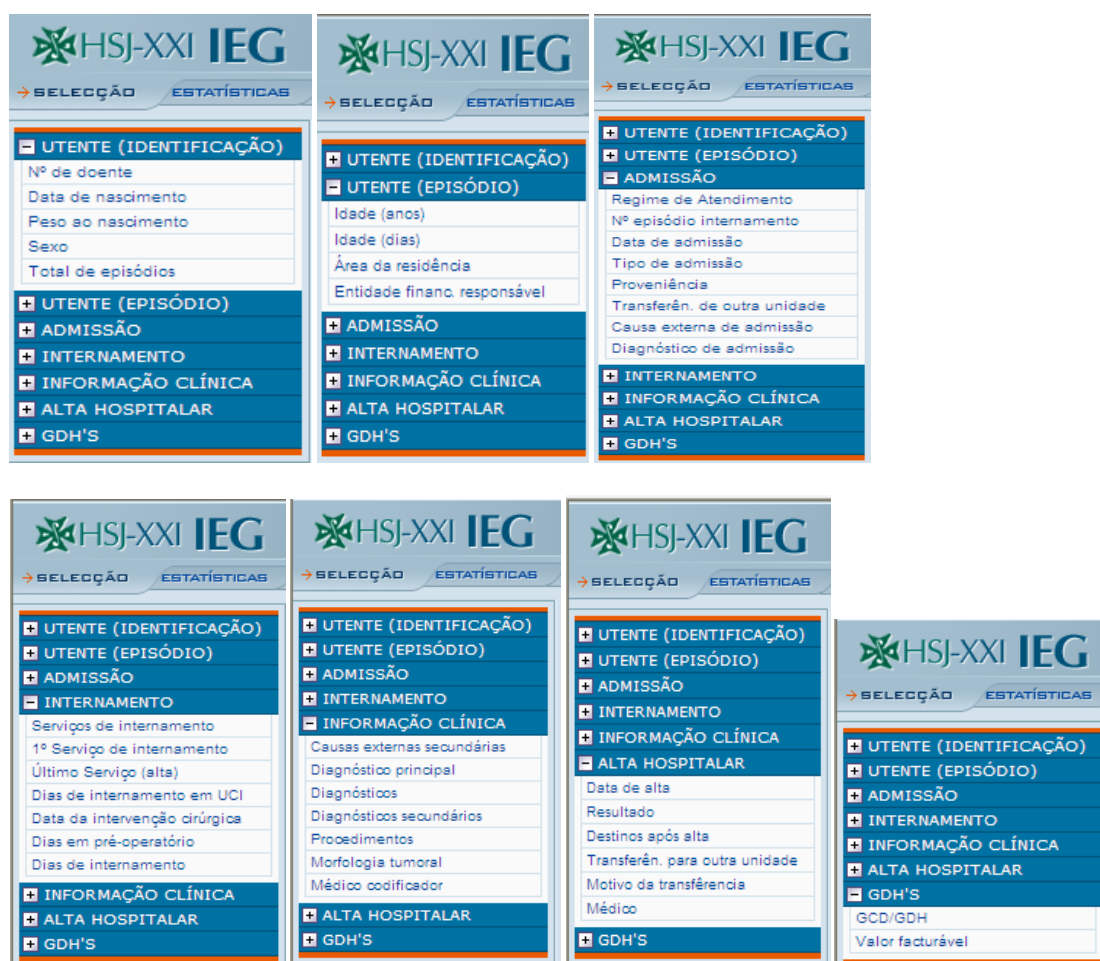 HSJ-XXI IEG
SELECÇÃO ESTATÍSTICAS
UTENTE (IDENTIFICAÇÃO)
Nº de doente
Data de nascimento
Peso ao nascimento
Sexo
Total de episódios
UTENTE (EPISÓDIO)
ADMISSÃO
INTERNAMENTO
INFORMAÇÃO CLÍNICA
ALTA HOSPITALAR
GDH'S
HSJ-XXI IEG
SELECÇÃO ESTATÍSTICAS
UTENTE (IDENTIFICAÇÃO)
UTENTE (EPISÓDIO)
Idade (anos)
Idade (dias)
Área da residência
Entidade financ. responsável
ADMISSÃO
INTERNAMENTO
INFORMAÇÃO CLÍNICA
ALTA HOSPITALAR
GDH'S
HSJ-XXI IEG
SELECÇÃO ESTATÍSTICAS
UTENTE (IDENTIFICAÇÃO)
UTENTE (EPISÓDIO)
ADMISSÃO
Regime de Atendimento
Nº episódio internamento
Data de admissão
Tipo de admissão
Proveniência
Transferên. de outra unidade
Causa externa de admissão
Diagnóstico de admissão
INTERNAMENTO
INFORMAÇÃO CLÍNICA
ALTA HOSPITALAR
GDH'S
HSJ-XXI IEG
SELECÇÃO ESTATÍSTICAS
UTENTE (IDENTIFICAÇÃO)
UTENTE (EPISÓDIO)
ADMISSÃO
INTERNAMENTO
Serviços de internamento
1º Serviço de internamento
Último Serviço (alta)
Dias de internamento em UCI
Data da intervenção cirúrgica
Dias em pré-operatório
Dias de internamento
INFORMAÇÃO CLÍNICA
ALTA HOSPITALAR
GDH'S
HSJ-XXI IEG
SELECÇÃO ESTATÍSTICAS
UTENTE (IDENTIFICAÇÃO)
UTENTE (EPISÓDIO)
ADMISSÃO
INTERNAMENTO
INFORMAÇÃO CLÍNICA
Causas externas secundárias
Diagnóstico principal
Diagnósticos
Diagnósticos secundários
Procedimentos
Morfologia tumoral
Médico codificador
ALTA HOSPITALAR
GDH'S
HSJ-XXI IEG
SELECÇÃO ESTATÍSTICAS
UTENTE (IDENTIFICAÇÃO)
UTENTE (EPISÓDIO)
ADMISSÃO
INTERNAMENTO
INFORMAÇÃO CLÍNICA
ALTA HOSPITALAR
Data de alta
Resultado
Destinos após alta
Transferên. para outra unidade
Motivo da transfêrencia
Médico
GDH'S
HSJ-XXI IEG
SELECÇÃO ESTATÍSTICAS
UTENTE (IDENTIFICAÇÃO)
UTENTE (EPISÓDIO)
ADMISSÃO
INTERNAMENTO
INFORMAÇÃO CLÍNICA
ALTA HOSPITALAR
GDH'S
GCD/GDH
Valor facturável